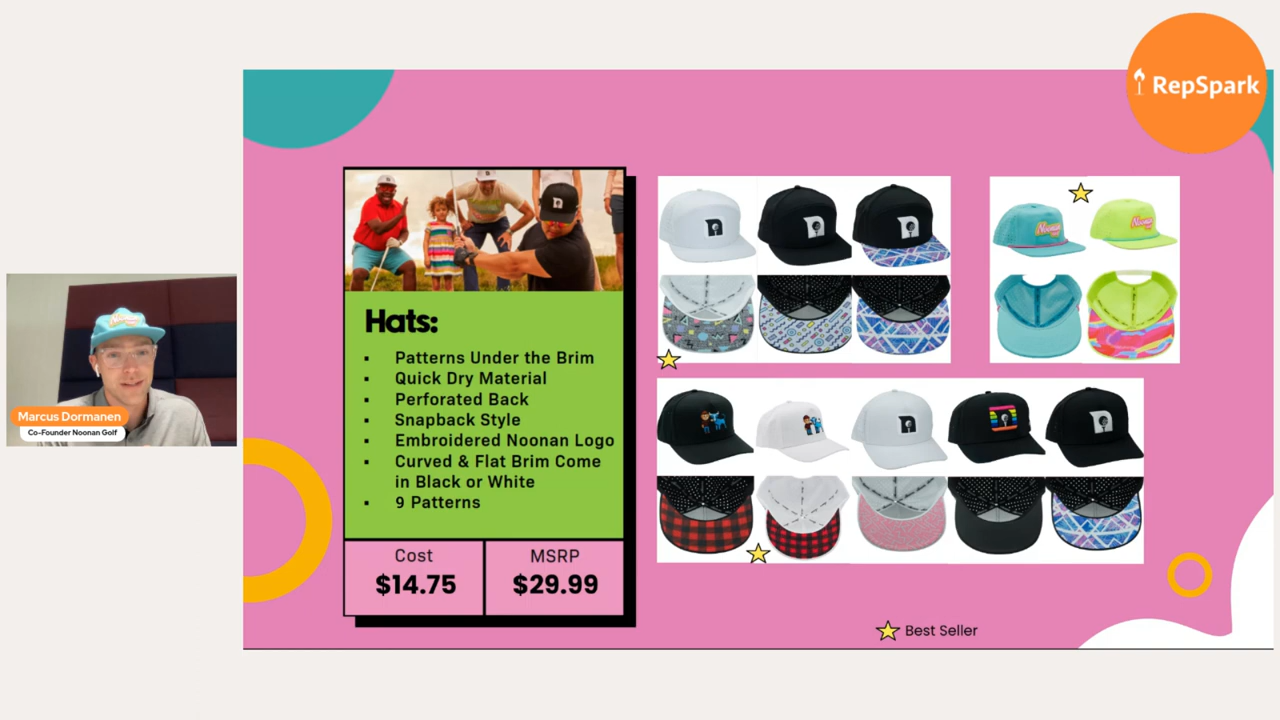 RepSpark
Hats:
▪ Patterns Under the Brim
▪ Quick Dry Material
▪ Perforated Back
▪ Snapback Style
▪ Embroidered Noonan Logo
▪ Curved & Flat Brim Come
in Black or White
▪ 9 Patterns
Cost
$14.75
MSRP
$29.99
Noonan
Noonan
Marcus Dormanen
Co-Founder Noonan Golf
Best Seller